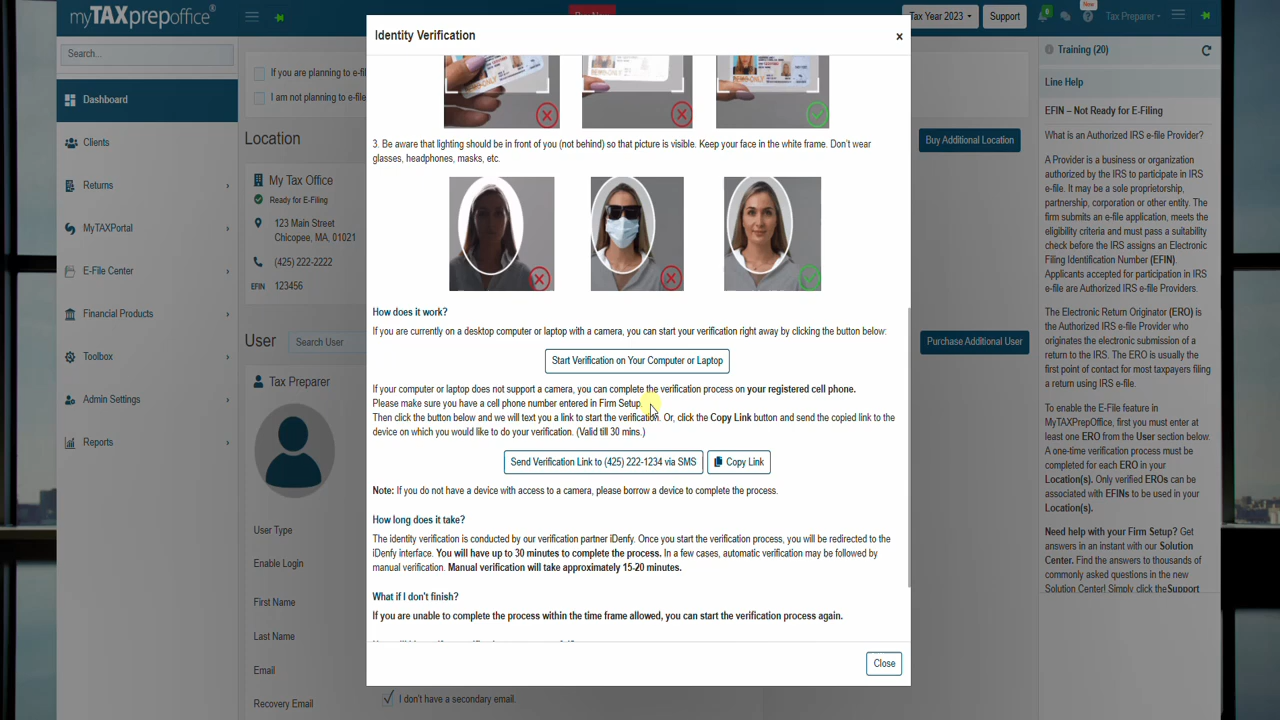 myTAXprepoffice®
Buy Now
Tax Year 2023
Support
0
New
Tax Preparer
Search...
Dashboard
Clients
Returns
MyTAXPortal
E-File Center
Financial Products
Toolbox
Admin Settings
Reports
If you are planning to e-fil
I am not planning to e-file
Location
Buy Additional Location
My Tax Office
Ready for E-Filing
123 Main Street
Chicopee, MA, 01021
(425) 222-2222
EFIN 123456
User
Search User
Purchase Additional User
Tax Preparer
User Type
Enable Login
First Name
Last Name
Email
Recovery Email
I don't have a secondary email.
Identity Verification
×
3. Be aware that lighting should be in front of you (not behind) so that picture is visible. Keep your face in the white frame. Don't wear
glasses, headphones, masks, etc.
How does it work?
If you are currently on a desktop computer or laptop with a camera, you can start your verification right away by clicking the button below:
Start Verification on Your Computer or Laptop
If your computer or laptop does not support a camera, you can complete the verification process on your registered cell phone.
Please make sure you have a cell phone number entered in Firm Setup.
Then click the button below and we will text you a link to start the verification. Or, click the Copy Link button and send the copied link to the
device on which you would like to do your verification. (Valid till 30 mins.)
Send Verification Link to (425) 222-1234 via SMS
Copy Link
Note: If you do not have a device with access to a camera, please borrow a device to complete the process.
How long does it take?
The identity verification is conducted by our verification partner iDenfy. Once you start the verification process, you will be redirected to the
iDenfy interface. You will have up to 30 minutes to complete the process. In a few cases, automatic verification may be followed by
manual verification. Manual verification will take approximately 15-20 minutes.
What if I don't finish?
If you are unable to complete the process within the time frame allowed, you can start the verification process again.
Close
Training (20)
Line Help
EFIN – Not Ready for E-Filing
What is an Authorized IRS e-file Provider?
A Provider is a business or organization
authorized by the IRS to participate in IRS
e-file. It may be a sole proprietorship,
partnership, corporation or other entity. The
firm submits an e-file application, meets the
eligibility criteria and must pass a suitability
check before the IRS assigns an Electronic
Filing Identification Number (EFIN).
Applicants accepted for participation in IRS
e-file are Authorized IRS e-file Providers.
The Electronic Return Originator (ERO) is
the Authorized IRS e-file Provider who
originates the electronic submission of a
return to the IRS. The ERO is usually the
first point of contact for most taxpayers filing
a return using IRS e-file.
To enable the E-File feature in
MyTAXPrepOffice, first you must enter at
least one ERO from the User section below.
A one-time verification process must be
completed for each ERO in your
Location(s). Only verified EROs can be
associated with EFINs to be used in your
Location(s).
Need help with your Firm Setup? Get
answers in an instant with our Solution
Center. Find the answers to thousands of
commonly asked questions in the new
Solution Center! Simply click the Support